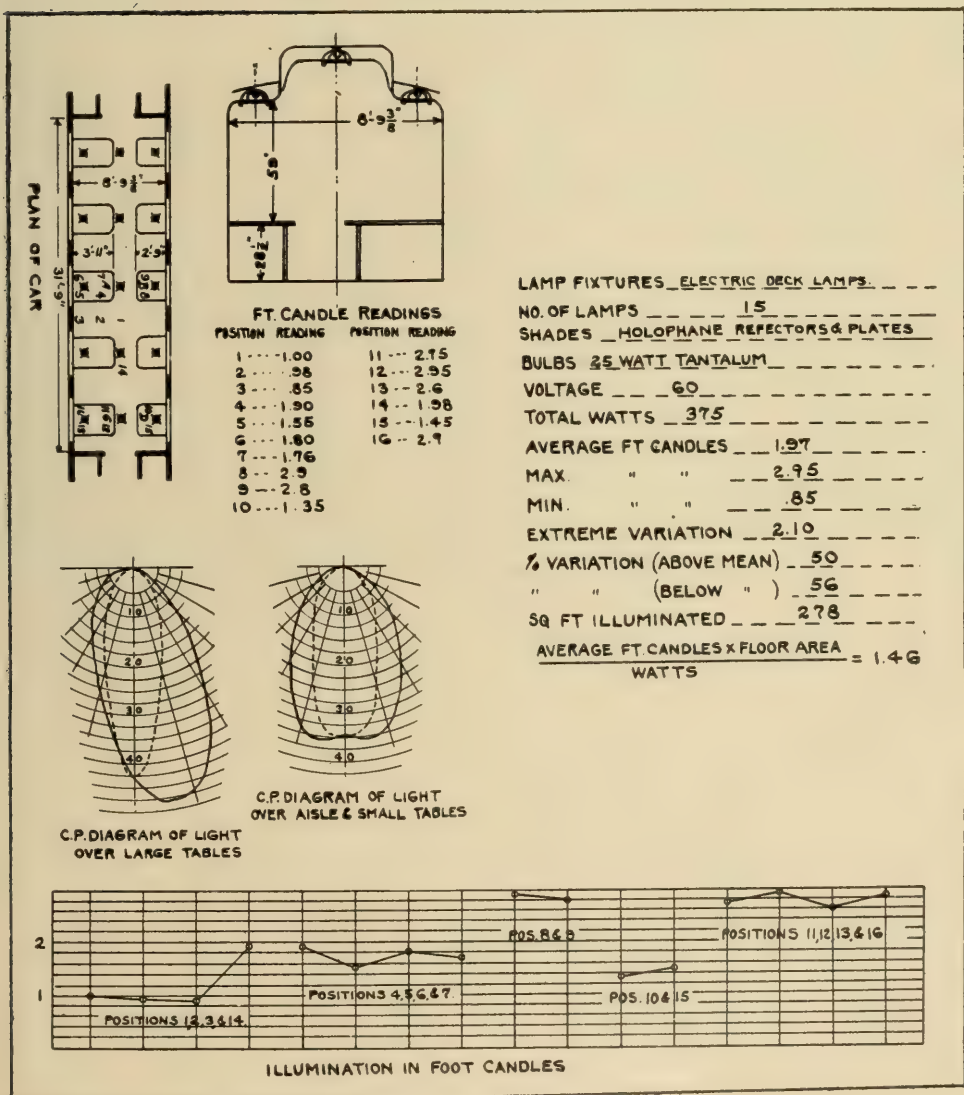 PLAN OF CAR
31'-9"
8'-9 3/8"
3'-11"
2'-9"
1
2
3
14
8'-9 3/8"
58"
28 1/2"
FT. CANDLE READINGS
POSITION READING POSITION READING
1 ---- 1.00 11 --- 2.75
2 ---- .98 12 --- 2.95
3 ---- .85 13 -- 2.6
4 ---- 1.90 14 -- 1.98
5 ---- 1.55 15 -- 1.45
6 ---- 1.80 16 -- 2.9
7 ---- 1.76
8 --- 2.9
9 --- 2.8
10 --- 1.35
LAMP FIXTURES ELECTRIC DECK LAMPS.
NO. OF LAMPS 15
SHADES HOLOPHANE REFECTORS & PLATES
BULBS 25 WATT TANTALUM
VOLTAGE 60
TOTAL WATTS 375
AVERAGE FT CANDLES 1.97
MAX. " " 2.95
MIN. " " .85
EXTREME VARIATION 2.10
% VARIATION (ABOVE MEAN) 50
" " (BELOW " ) 56
SQ FT ILLUMINATED 278
AVERAGE FT. CANDLES X FLOOR AREA
WATTS
= 1.46
10
20
30
40
C.P. DIAGRAM OF LIGHT
OVER LARGE TABLES
10
20
30
40
C.P. DIAGRAM OF LIGHT
OVER AISLE & SMALL TABLES
2
1
POSITIONS 1,2,3,&14.
POSITIONS 4,5,6,&7.
POS. 8 & 9
POS. 10 & 15
POSITIONS 11,12,13,&16
ILLUMINATION IN FOOT CANDLES